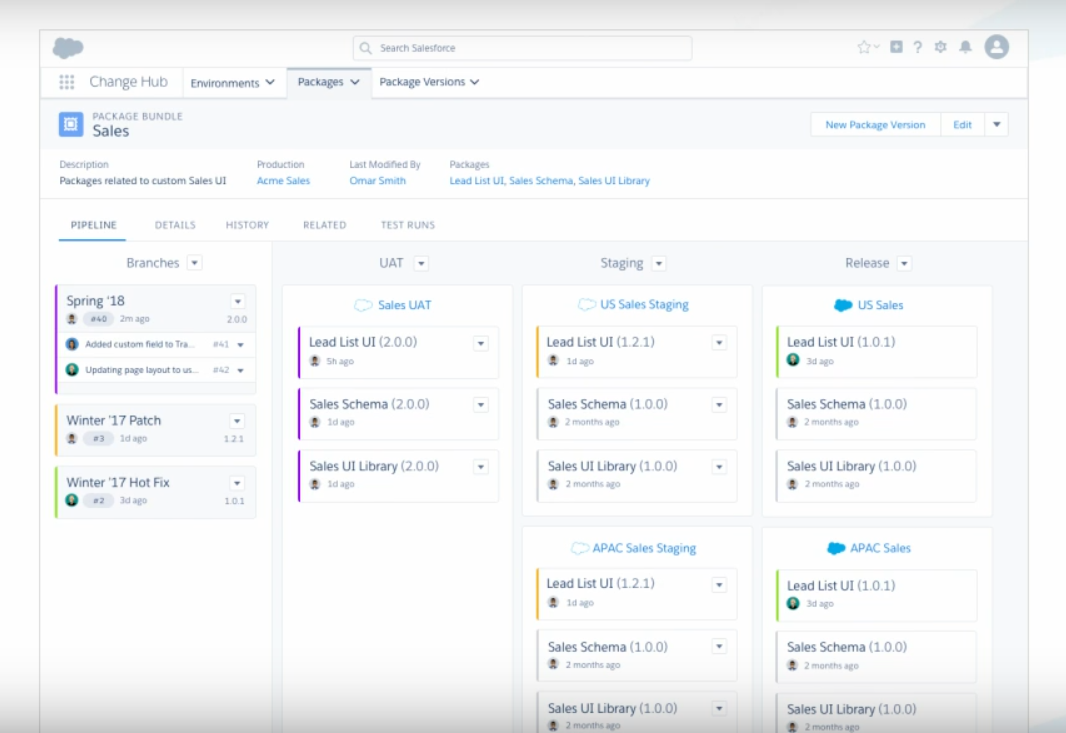 Search Salesforce
Change Hub Environments Packages Package Versions
PACKAGE BUNDLE
Sales
New Package Version Edit
Description Production Last Modified By Packages
Packages related to custom Sales UI Acme Sales Omar Smith Lead List UI, Sales Schema, Sales UI Library
PIPELINE DETAILS HISTORY RELATED TEST RUNS
Branches
Spring '18
#40 2m ago 2.0.0
Added custom field to Tra... #41
Updating page layout to us... #42
Winter '17 Patch
#3 1d ago 1.2.1
Winter '17 Hot Fix
#2 3d ago 1.0.1
UAT
Sales UAT
Lead List UI (2.0.0)
5h ago
Sales Schema (2.0.0)
1d ago
Sales UI Library (2.0.0)
1d ago
Staging
US Sales Staging
Lead List UI (1.2.1)
1d ago
Sales Schema (1.0.0)
2 months ago
Sales UI Library (1.0.0)
2 months ago
APAC Sales Staging
Lead List UI (1.2.1)
1d ago
Sales Schema (1.0.0)
2 months ago
Sales UI Library (1.0.0)
2 months ago
Release
US Sales
Lead List UI (1.0.1)
3d ago
Sales Schema (1.0.0)
2 months ago
Sales UI Library (1.0.0)
2 months ago
APAC Sales
Lead List UI (1.0.1)
3d ago
Sales Schema (1.0.0)
2 months ago
Sales UI Library (1.0.0)
2 months ago